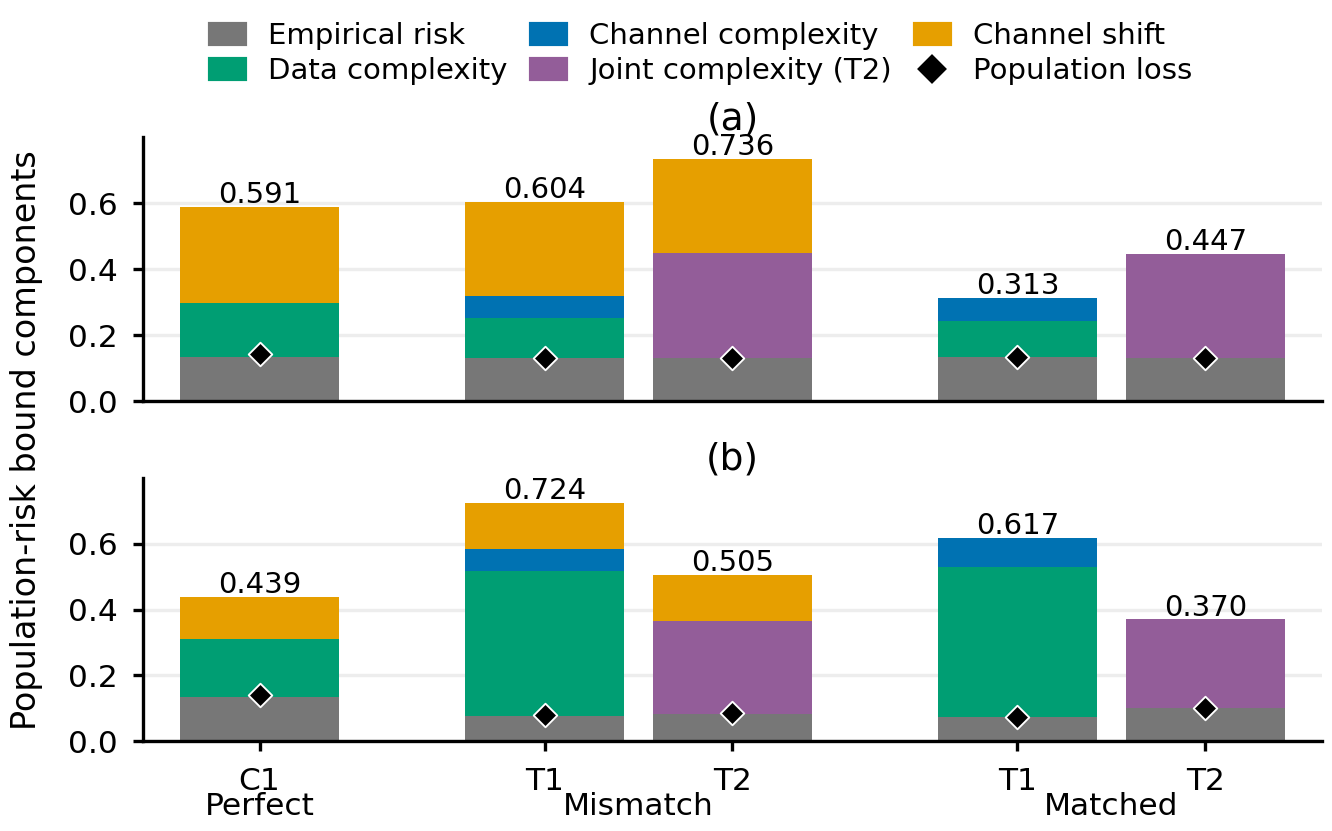 Empirical risk
Data complexity
Channel complexity
Joint complexity (T2)
Channel shift
Population loss
Population-risk bound components
(a)
0.6
0.4
0.2
0.0
0.591
0.604
0.736
0.313
0.447
(b)
0.6
0.4
0.2
0.0
0.439
0.724
0.505
0.617
0.370
C1 T1 T2 T1 T2
Perfect Mismatch Matched